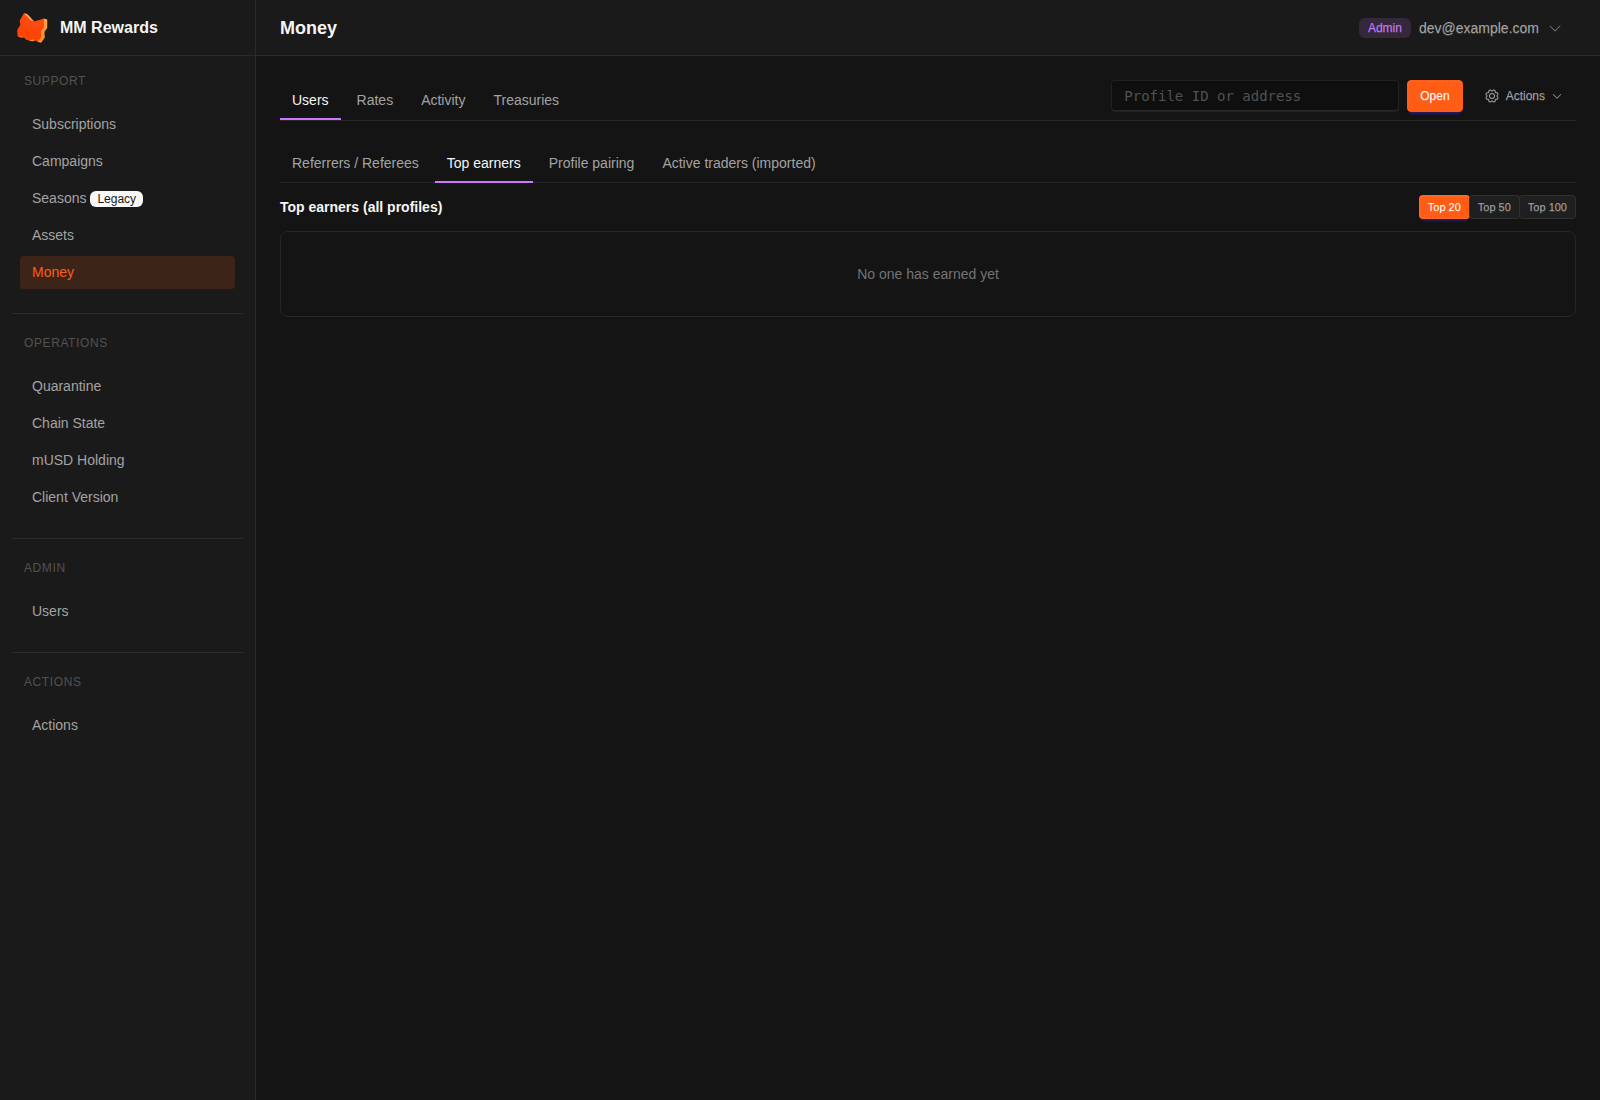 MM Rewards
Money
Admin dev@example.com
SUPPORT
Subscriptions
Campaigns
Seasons Legacy
Assets
Money
OPERATIONS
Quarantine
Chain State
mUSD Holding
Client Version
ADMIN
Users
ACTIONS
Actions
Users Rates Activity Treasuries
Profile ID or address Open Actions
Referrers / Referees Top earners Profile pairing Active traders (imported)
Top earners (all profiles)
Top 20 Top 50 Top 100
No one has earned yet